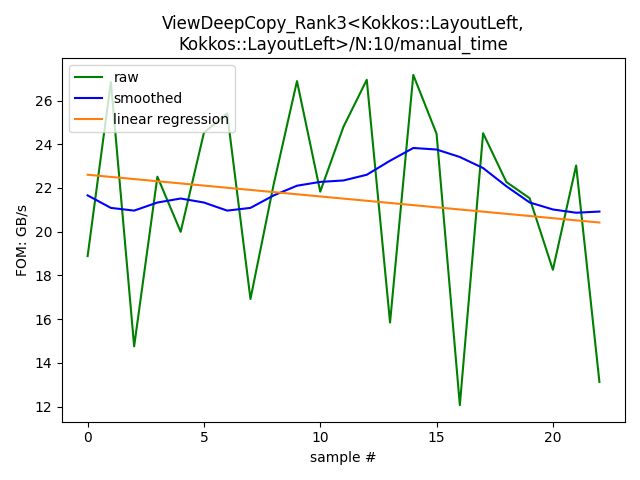 ViewDeepCopy_Rank3<Kokkos::LayoutLeft,
Kokkos::LayoutLeft>/N:10/manual_time
raw
smoothed
linear regression
FOM: GB/s
26
24
22
20
18
16
14
12
0
5
10
15
20
sample #